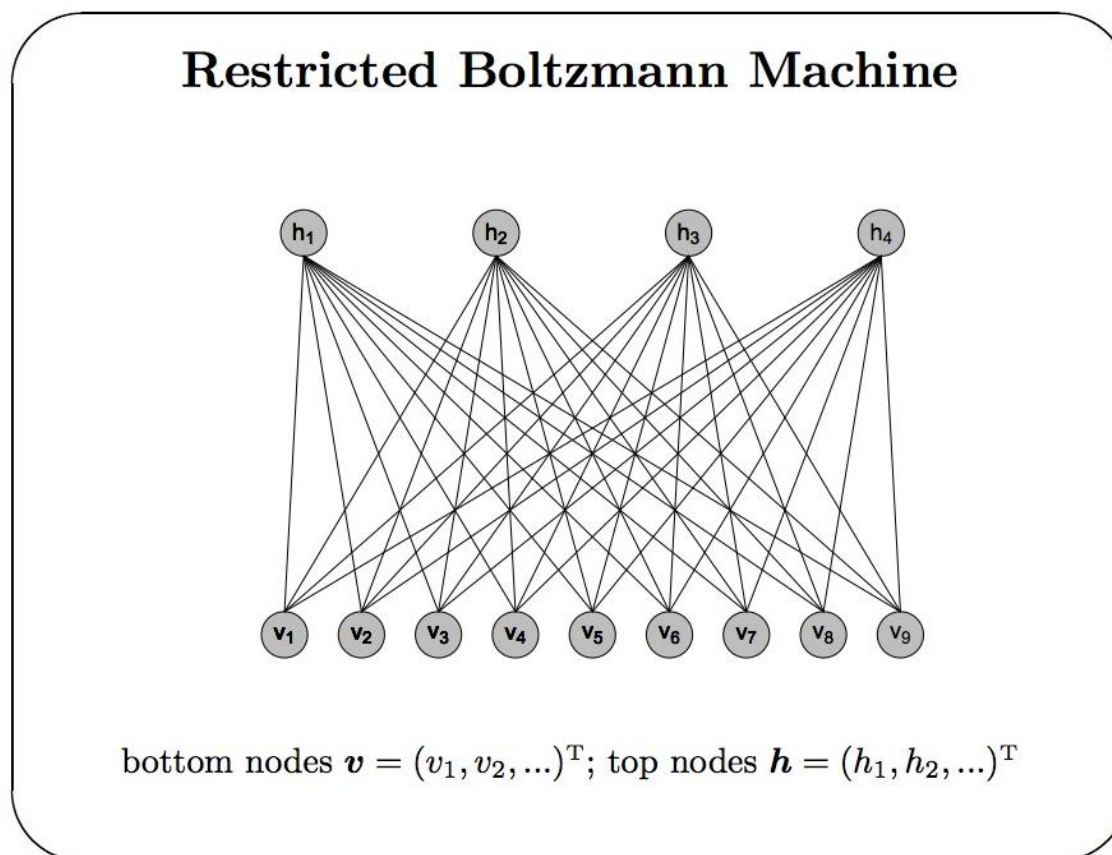 Restricted Boltzmann Machine
h₁ h₂ h₃ h₄
v₁ v₂ v₃ v₄ v₅ v₆ v₇ v₈ v₉
bottom nodes v = (v₁, v₂, ...)ᵀ; top nodes h = (h₁, h₂, ...)ᵀ